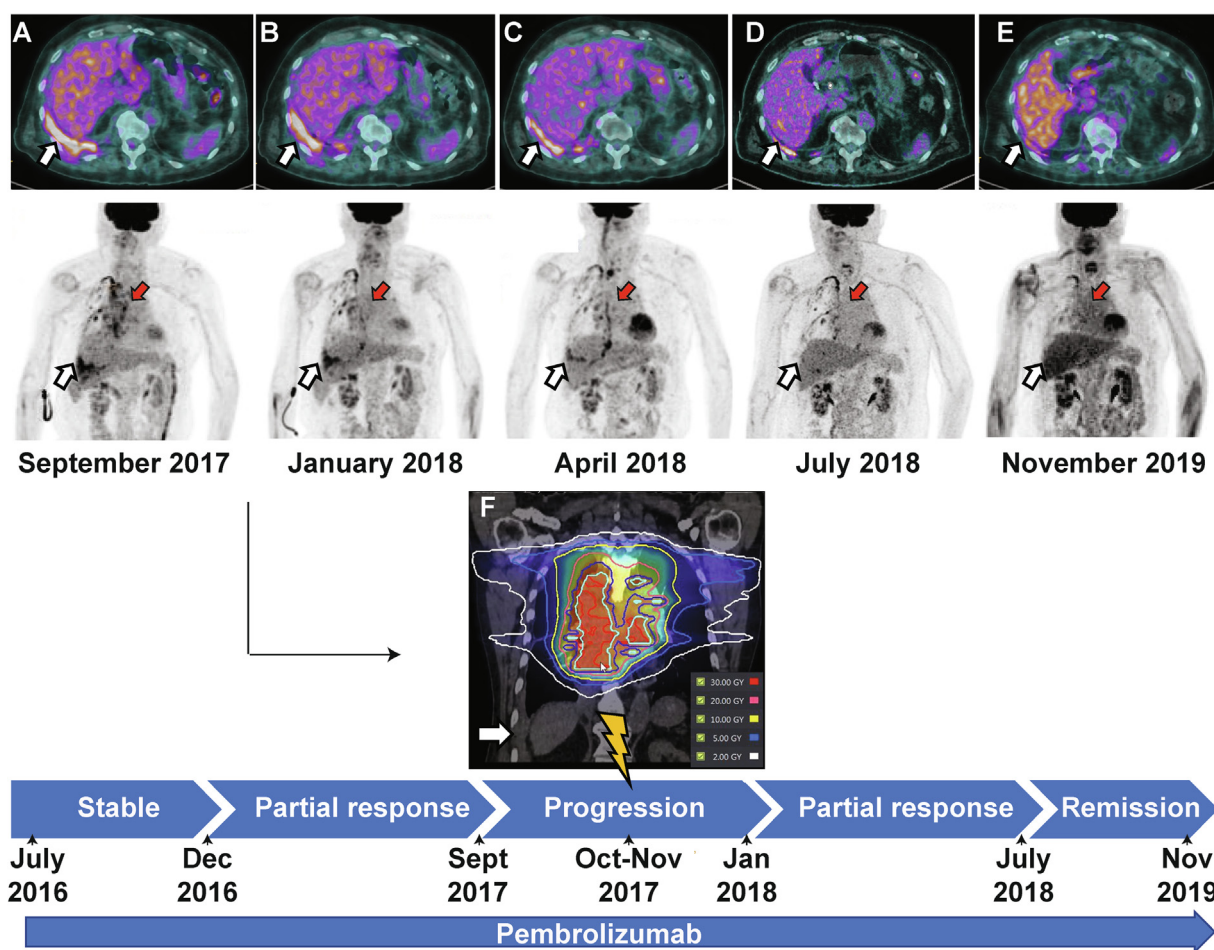 A
B
C
D
E
September 2017
January 2018
April 2018
July 2018
November 2019
F
30.00 GY
20.00 GY
10.00 GY
5.00 GY
2.00 GY
Stable
Partial response
Progression
Partial response
Remission
July
2016
Dec
2016
Sept
2017
Oct-Nov
2017
Jan
2018
July
2018
Nov
2019
Pembrolizumab